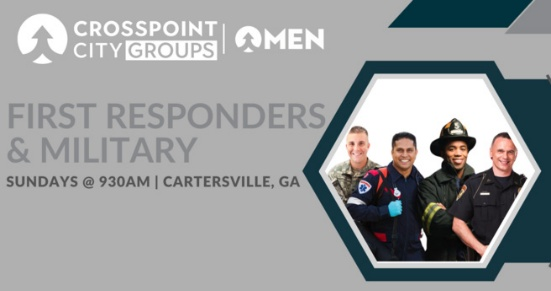 CROSSPOINT
CITY GROUPS
MEN
FIRST RESPONDERS
& MILITARY
SUNDAYS @ 930AM | CARTERSVILLE, GA